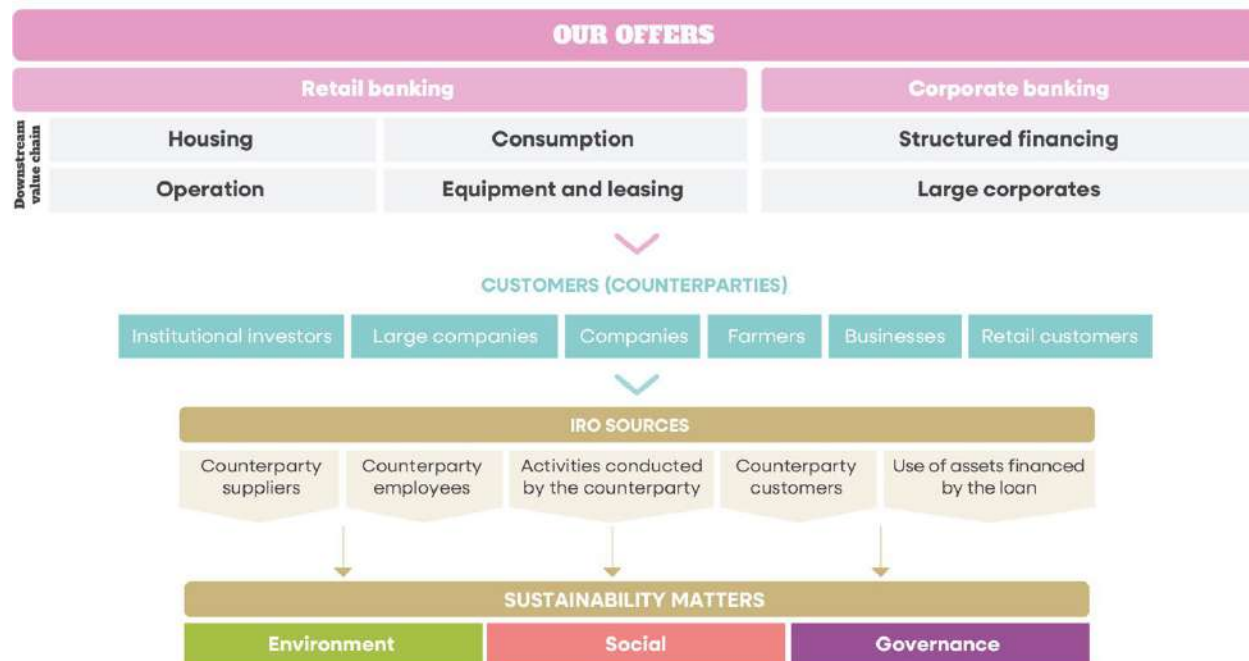 OUR OFFERS
Retail banking
Corporate banking
Downstream
value chain
Housing
Consumption
Structured financing
Operation
Equipment and leasing
Large corporates
CUSTOMERS (COUNTERPARTIES)
Institutional investors
Large companies
Companies
Farmers
Businesses
Retail customers
IRO SOURCES
Counterparty
suppliers
Counterparty
employees
Activities conducted
by the counterparty
Counterparty
customers
Use of assets financed
by the loan
SUSTAINABILITY MATTERS
Environment
Social
Governance